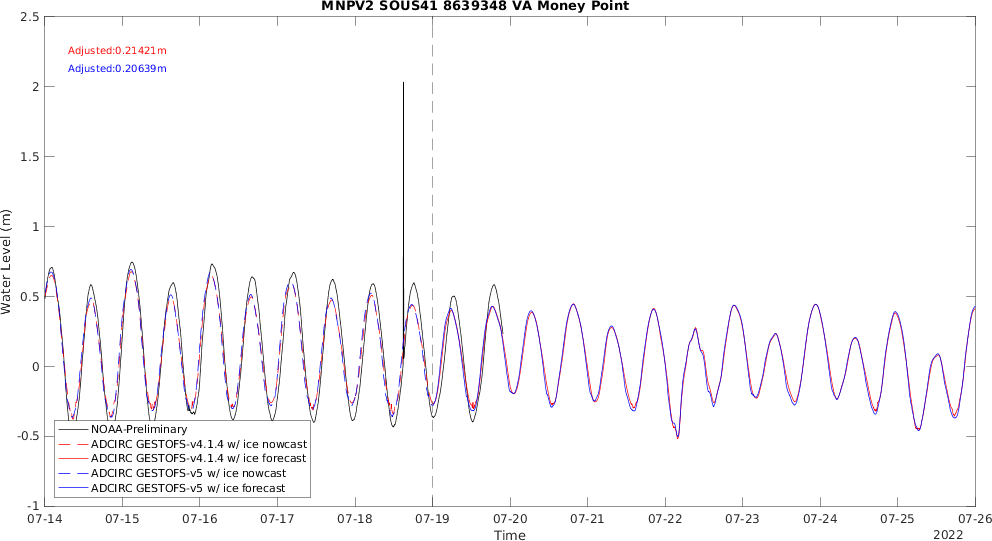 MNPV2 SOUS41 8639348 VA Money Point
Adjusted:0.21421m
Adjusted:0.20639m
Water Level (m)
2.5
2
1.5
1
0.5
0
-0.5
-1
NOAA-Preliminary
ADCIRC GESTOFS-v4.1.4 w/ ice nowcast
ADCIRC GESTOFS-v4.1.4 w/ ice forecast
ADCIRC GESTOFS-v5 w/ ice nowcast
ADCIRC GESTOFS-v5 w/ ice forecast
07-14 07-15 07-16 07-17 07-18 07-19 07-20 07-21 07-22 07-23 07-24 07-25 07-26
Time
2022